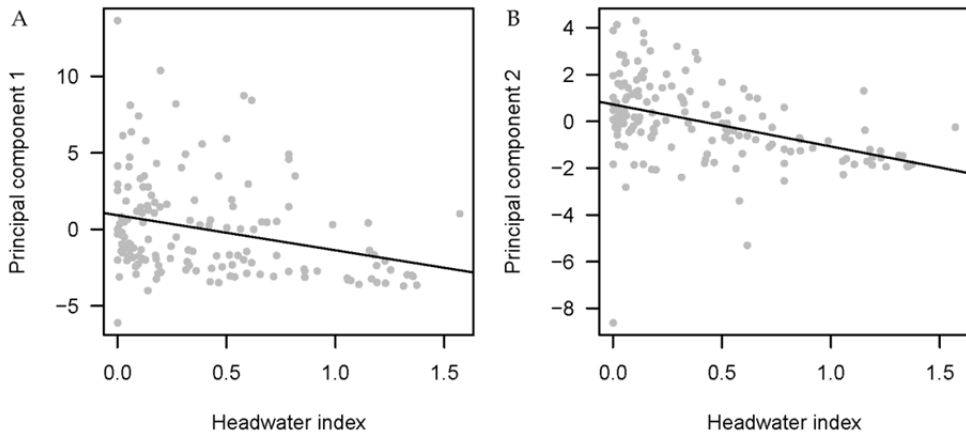 A
Principal component 1
10
5
0
−5
0.0 0.5 1.0 1.5
Headwater index
B
Principal component 2
4
2
0
−2
−4
−6
−8
0.0 0.5 1.0 1.5
Headwater index